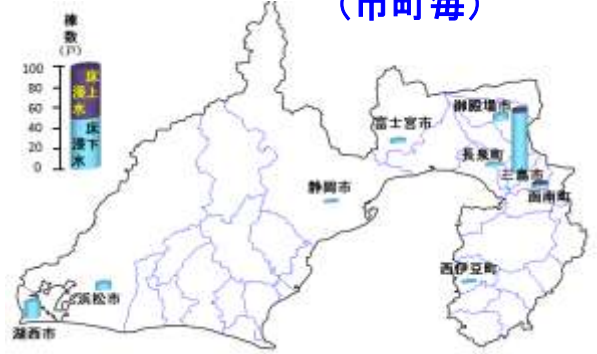 （市町毎）
棟数
（戸）
100
80
60
40
20
0
床上
浸水
床下
浸水
御殿場市
富士宮市
長泉町
三島市
函南町
静岡市
西伊豆町
浜松市
湖西市